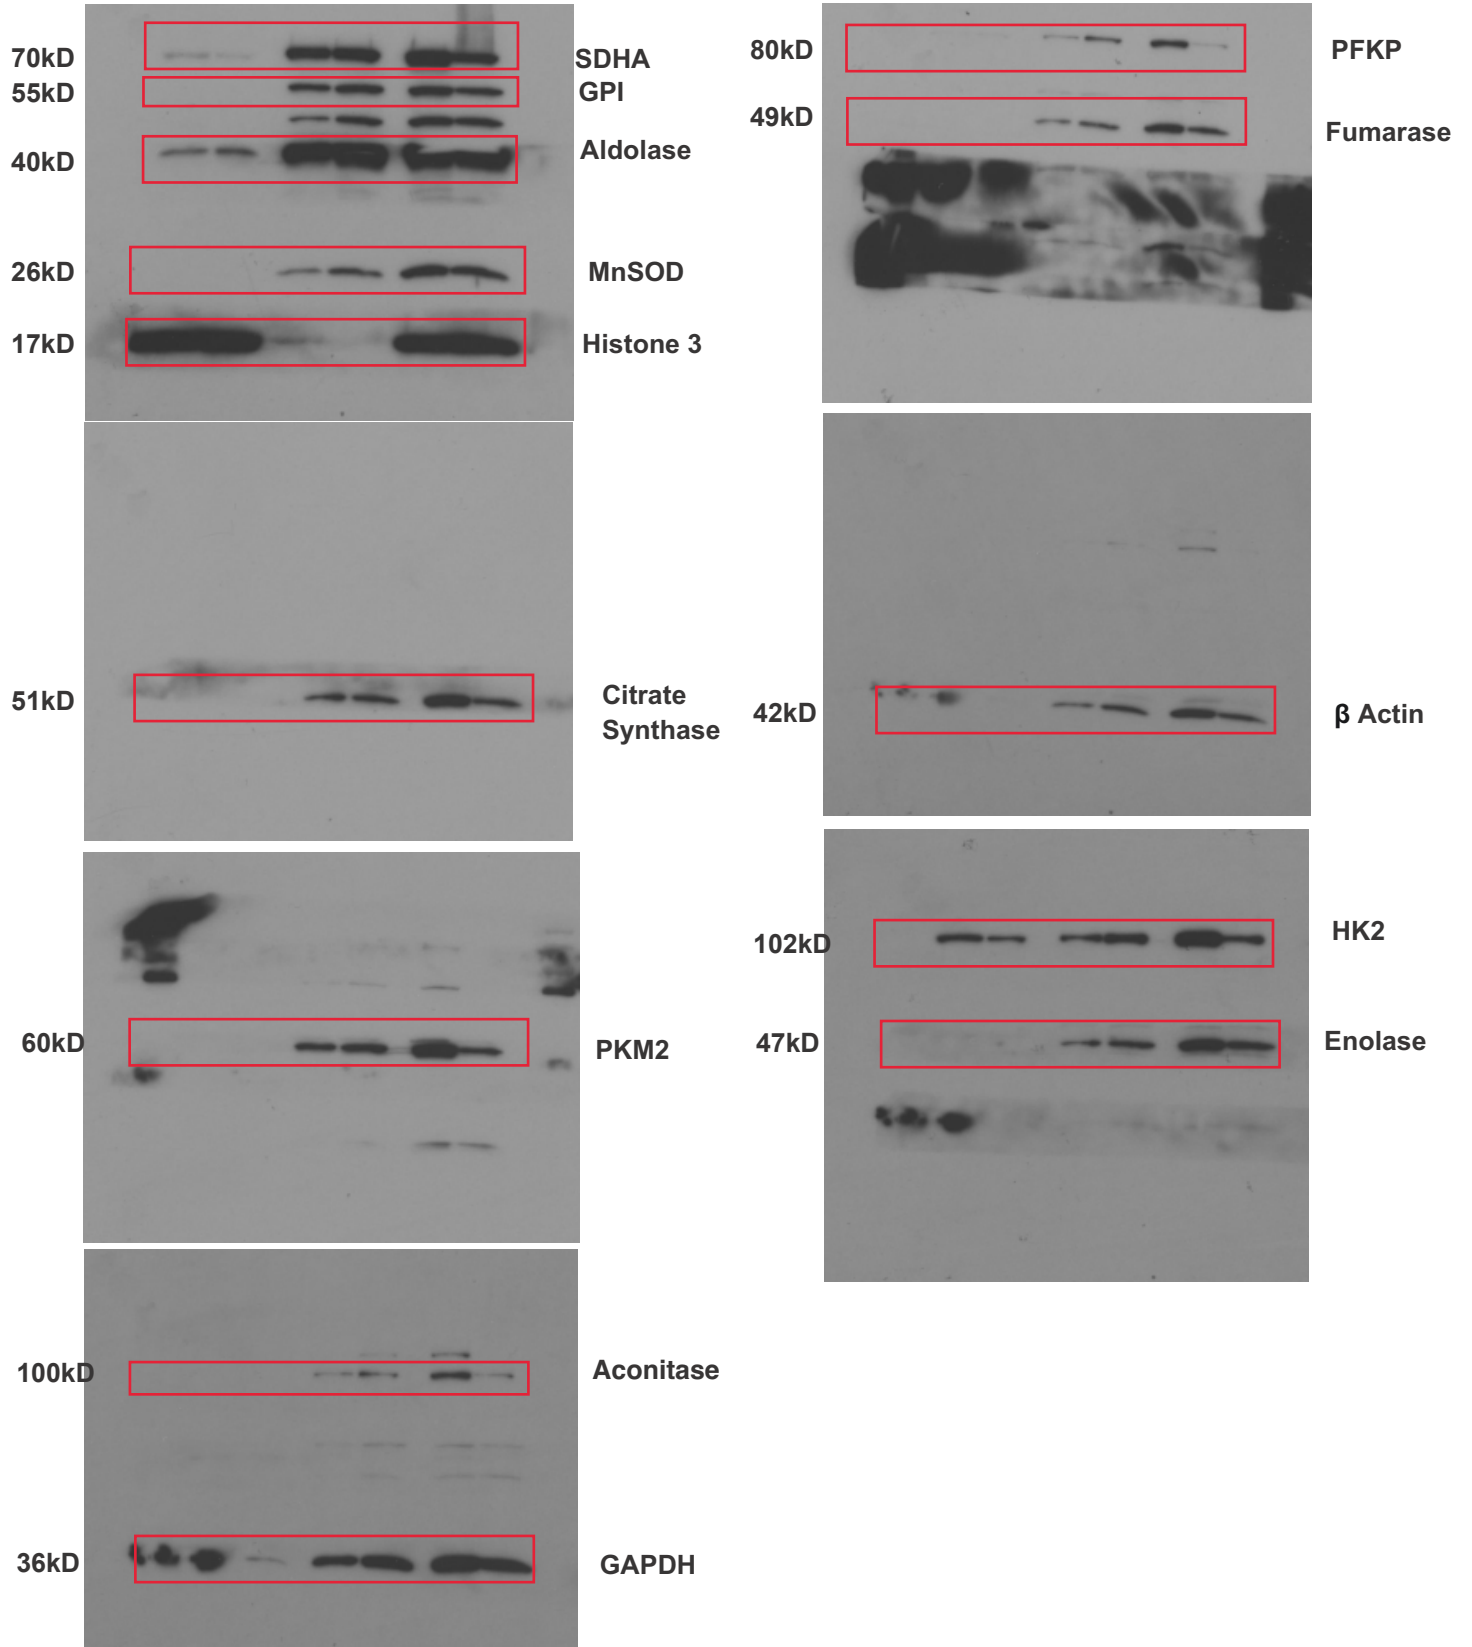 70kD
SDHA
55kD
GPI
40kD
Aldolase
26kD
MnSOD
17kD
Histone 3
80kD
PFKP
49kD
Fumarase
51kD
Citrate
Synthase
42kD
β Actin
60kD
PKM2
102kD
HK2
47kD
Enolase
100kD
Aconitase
36kD
GAPDH